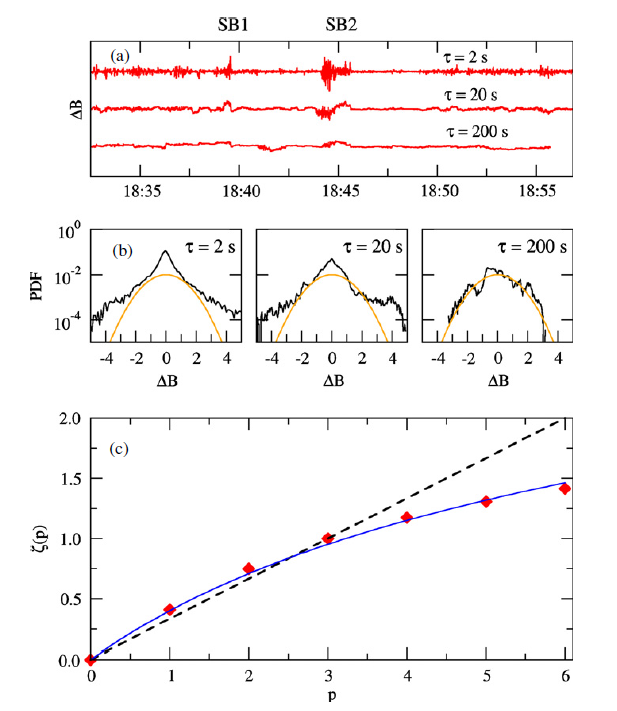 SB1 SB2
(a)
τ = 2 s
τ = 20 s
τ = 200 s
ΔB
18:35 18:40 18:45 18:50 18:55
(b)
τ = 2 s τ = 20 s τ = 200 s
10^0
10^-2
10^-4
PDF
-4 -2 0 2 4 -4 -2 0 2 4 -4 -2 0 2 4
ΔB ΔB ΔB
(c)
2.0
1.5
1.0
0.5
0.0
ζ(p)
0 1 2 3 4 5 6
p